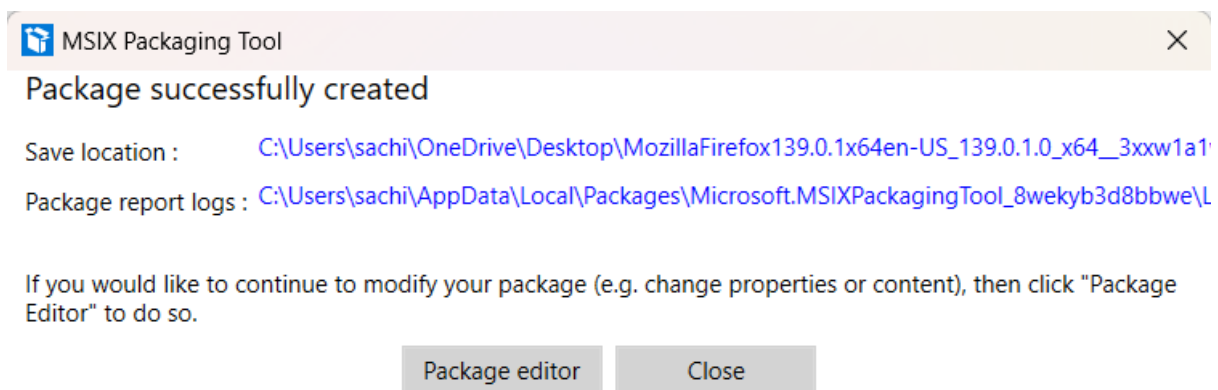 MSIX Packaging Tool
Package successfully created
Save location : C:\Users\sachi\OneDrive\Desktop\MozillaFirefox139.0.1x64en-US_139.0.1.0_x64__3xxw1a1
Package report logs : C:\Users\sachi\AppData\Local\Packages\Microsoft.MSIXPackagingTool_8wekyb3d8bbwe\L
If you would like to continue to modify your package (e.g. change properties or content), then click "Package
Editor" to do so.
Package editor Close